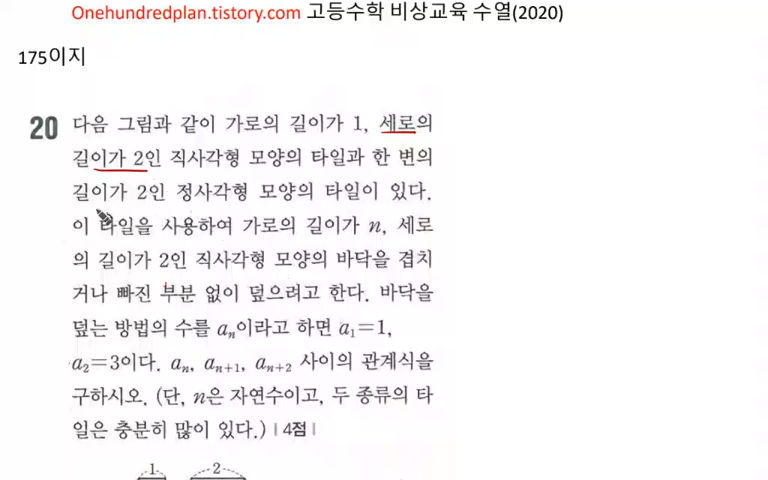 Onehundredplan.tistory.com 고등수학 비상교육 수열(2020)
175이지
20 다음 그림과 같이 가로의 길이가 1, 세로의
길이가 2인 직사각형 모양의 타일과 한 변의
길이가 2인 정사각형 모양의 타일이 있다.
이 타일을 사용하여 가로의 길이가 n, 세로
의 길이가 2인 직사각형 모양의 바닥을 겹치
거나 빠진 부분 없이 덮으려고 한다. 바닥을
덮는 방법의 수를 aₙ이라고 하면 a₁=1,
a₂=3이다. aₙ, aₙ₊₁, aₙ₊₂ 사이의 관계식을
구하시오. (단, n은 자연수이고, 두 종류의 타
일은 충분히 많이 있다.) | 4점 |
1 2